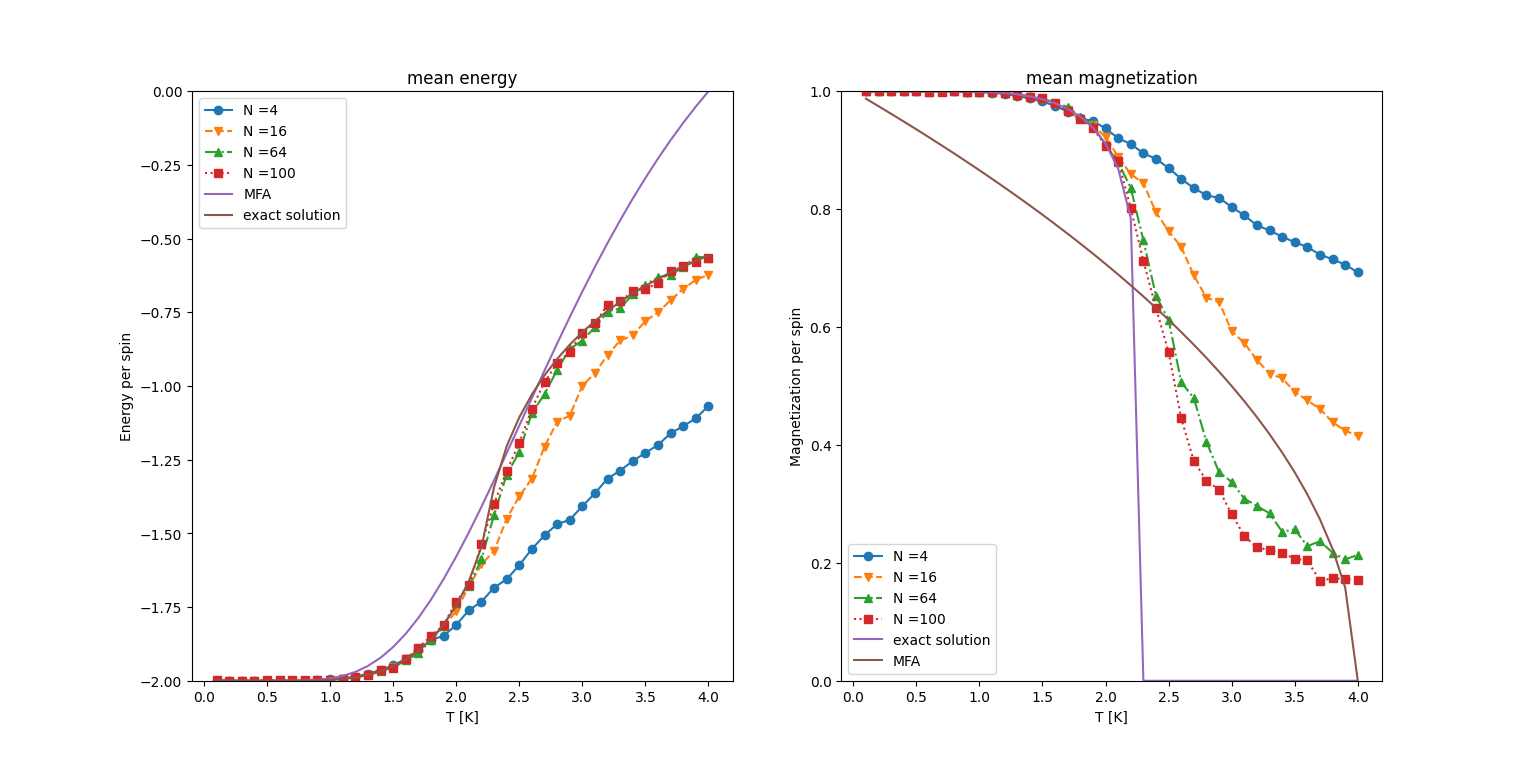 mean energy
0.00
−0.25
−0.50
−0.75
−1.00
−1.25
−1.50
−1.75
−2.00
Energy per spin
N =4
N =16
N =64
N =100
MFA
exact solution
0.0 0.5 1.0 1.5 2.0 2.5 3.0 3.5 4.0
T [K]
mean magnetization
1.0
0.8
0.6
0.4
0.2
0.0
Magnetization per spin
N =4
N =16
N =64
N =100
exact solution
MFA
0.0 0.5 1.0 1.5 2.0 2.5 3.0 3.5 4.0
T [K]